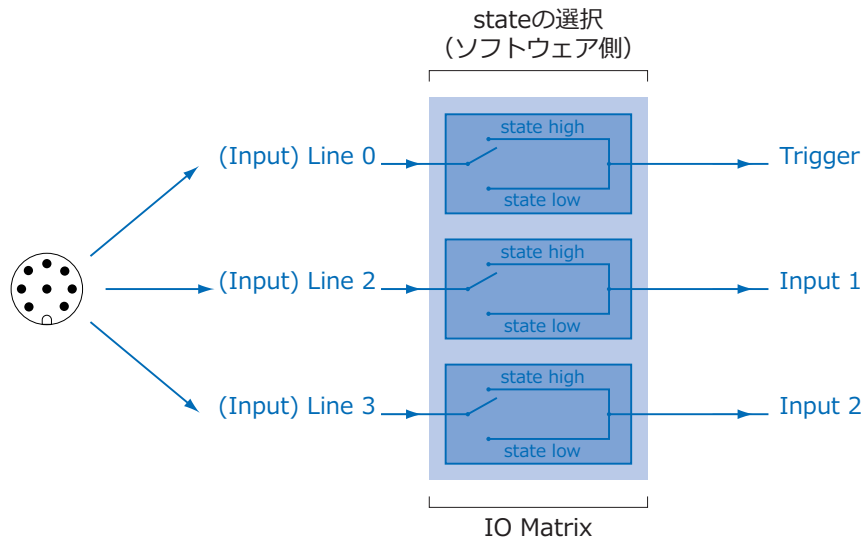 stateの選択
（ソフトウェア側）
state high
(Input) Line 0
Trigger
state low
state high
(Input) Line 2
Input 1
state low
state high
(Input) Line 3
Input 2
state low
IO Matrix